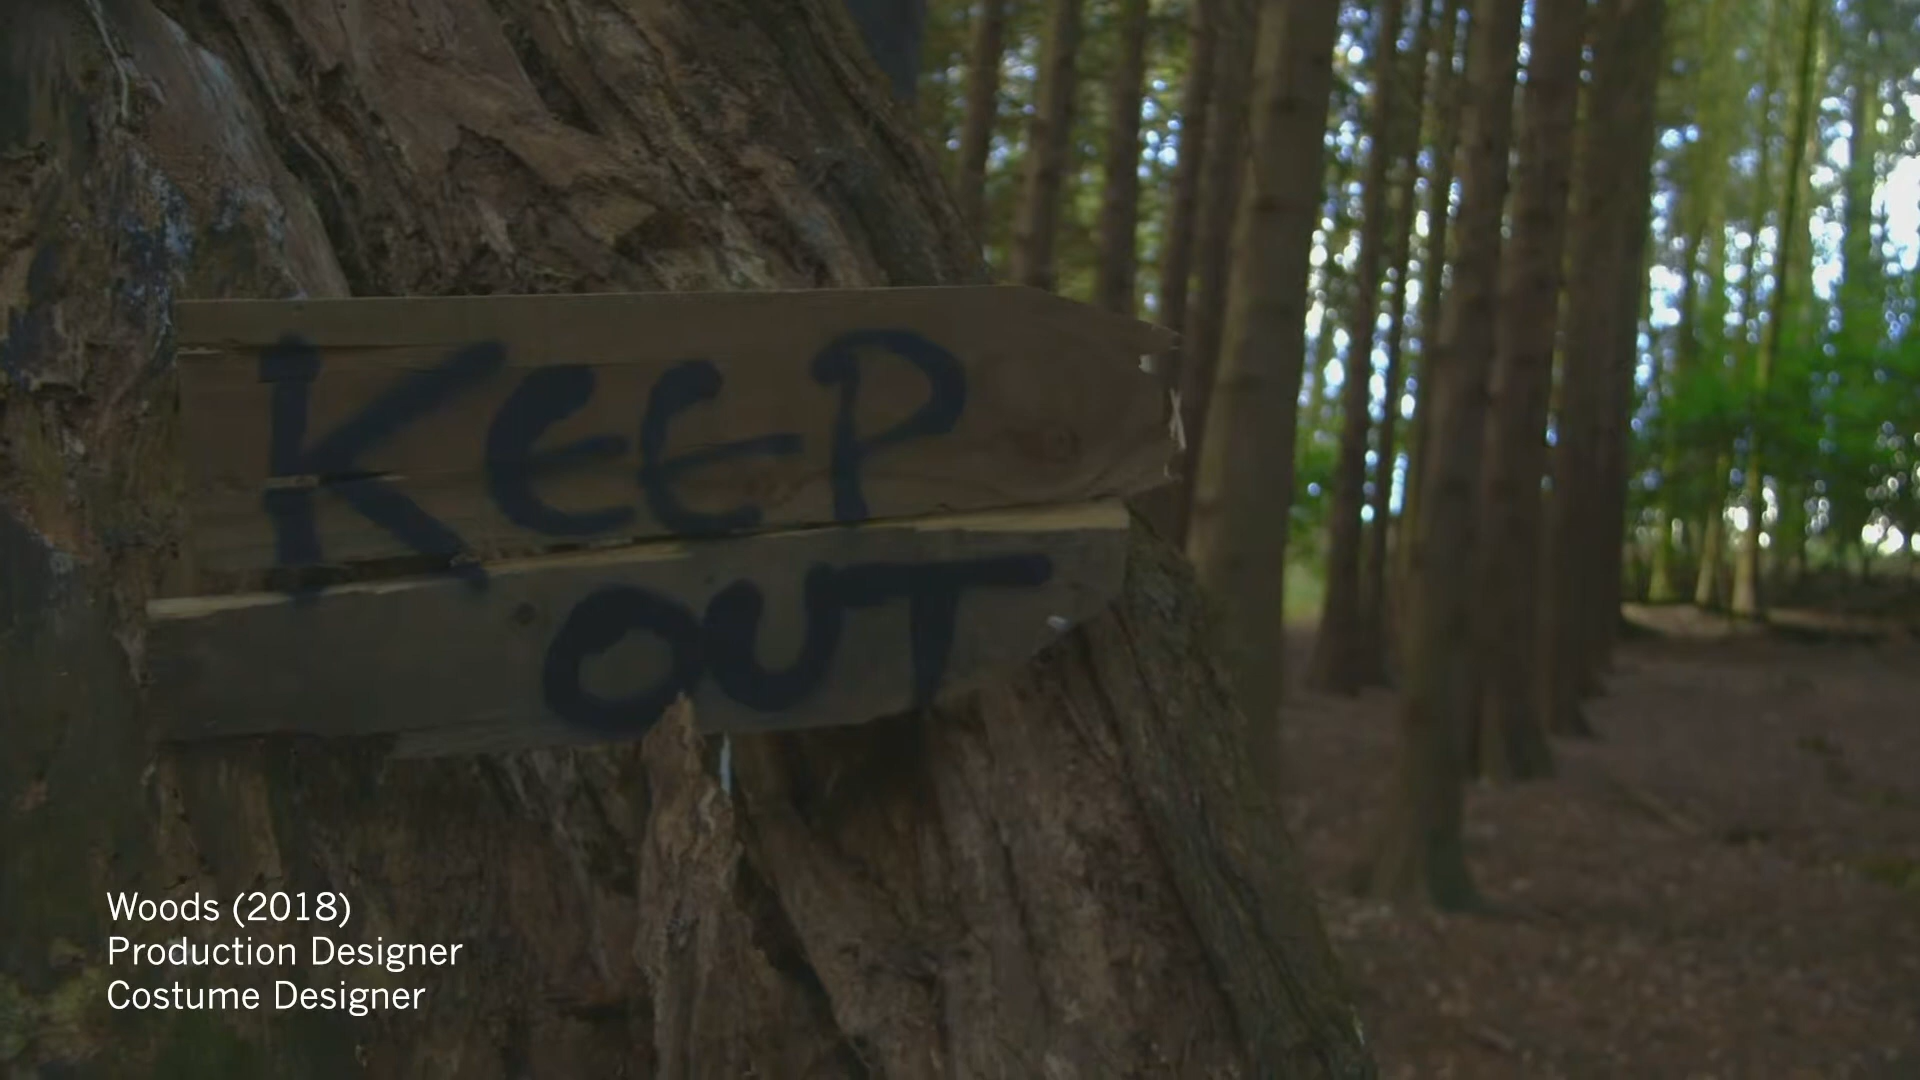 KEEP
OUT
Woods (2018)
Production Designer
Costume Designer